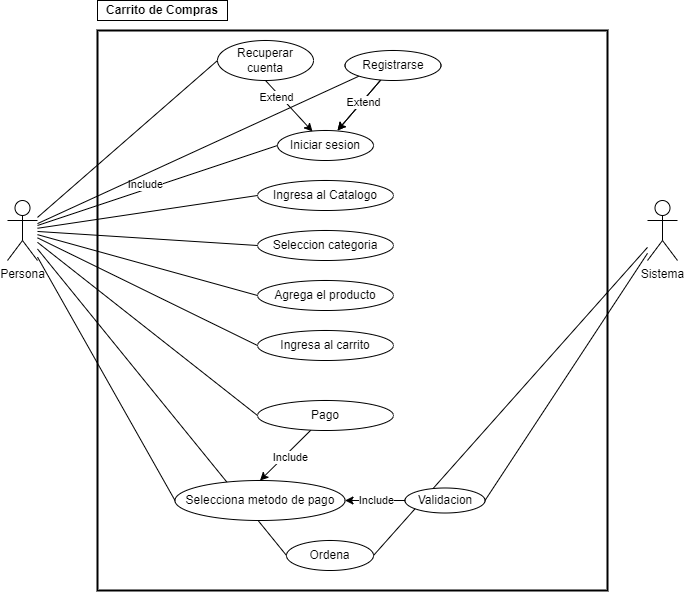 Carrito de Compras
Recuperar
cuenta
Registrarse
Extend
Extend
Iniciar sesion
Include
Ingresa al Catalogo
Seleccion categoria
Persona
Sistema
Agrega el producto
Ingresa al carrito
Pago
Include
Selecciona metodo de pago
Include
Validacion
Ordena